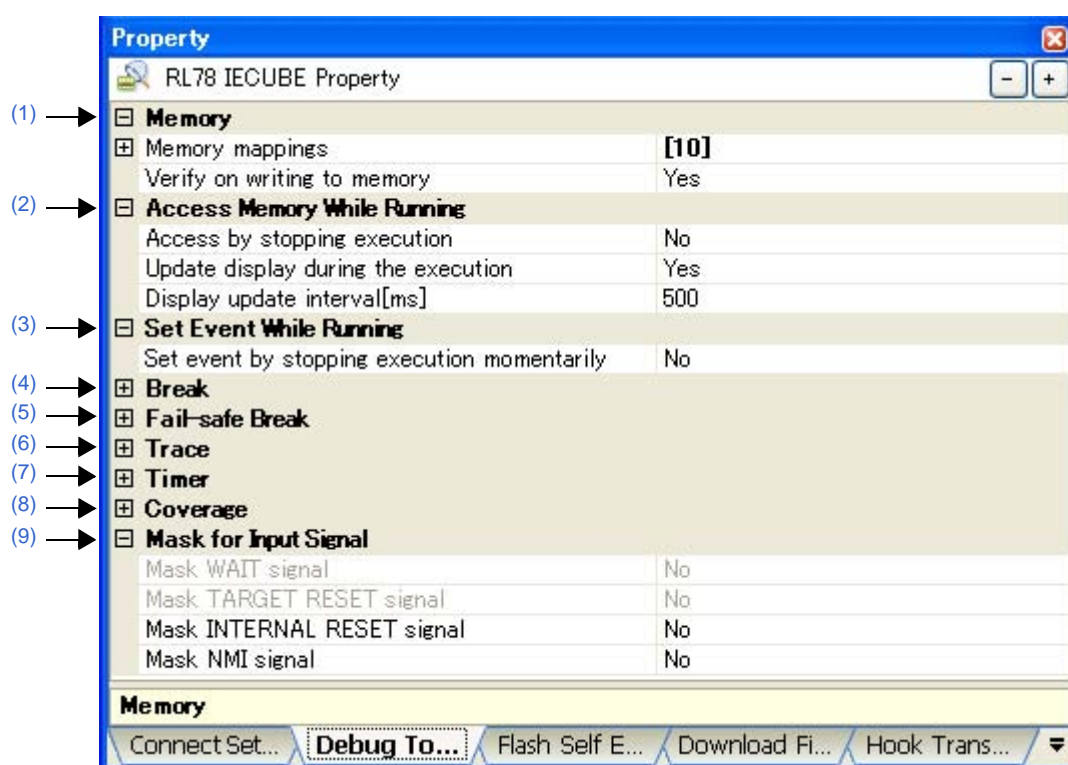 Property
RL78 IECUBE Property
- +
(1) Memory
Memory mappings [10]
Verify on writing to memory Yes
(2) Access Memory While Running
Access by stopping execution No
Update display during the execution Yes
Display update interval[ms] 500
(3) Set Event While Running
Set event by stopping execution momentarily No
(4) Break
(5) Fail-safe Break
(6) Trace
(7) Timer
(8) Coverage
(9) Mask for Input Signal
Mask WAIT signal No
Mask TARGET RESET signal No
Mask INTERNAL RESET signal No
Mask NMI signal No
Memory
Connect Set... Debug To... Flash Self E... Download Fi... Hook Trans...